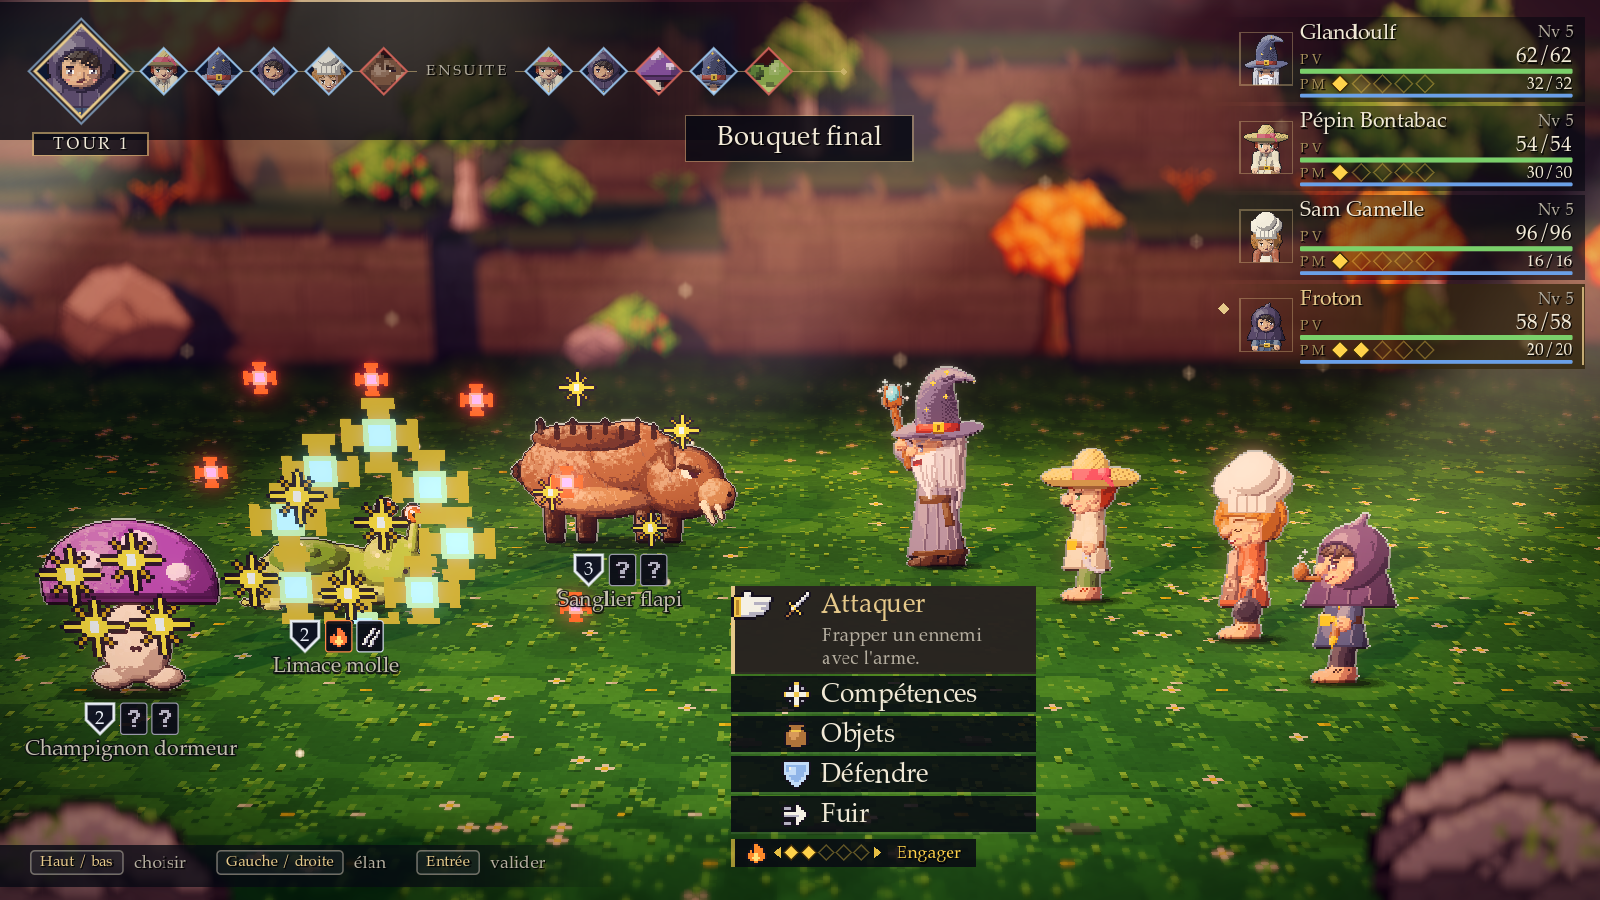 ENSUITE
TOUR 1
Bouquet final
Glandoulf Nv 5
PV 62/62
PM 32/32
Pépin Bontabac Nv 5
PV 54/54
PM 30/30
Sam Gamelle Nv 5
PV 96/96
PM 16/16
Froton Nv 5
PV 58/58
PM 20/20
3 ? ?
Sanglier flapi
2
Limace molle
2 ? ?
Champignon dormeur
Attaquer
Frapper un ennemi
avec l'arme.
Compétences
Objets
Défendre
Fuir
Engager
Haut / bas choisir Gauche / droite élan Entrée valider